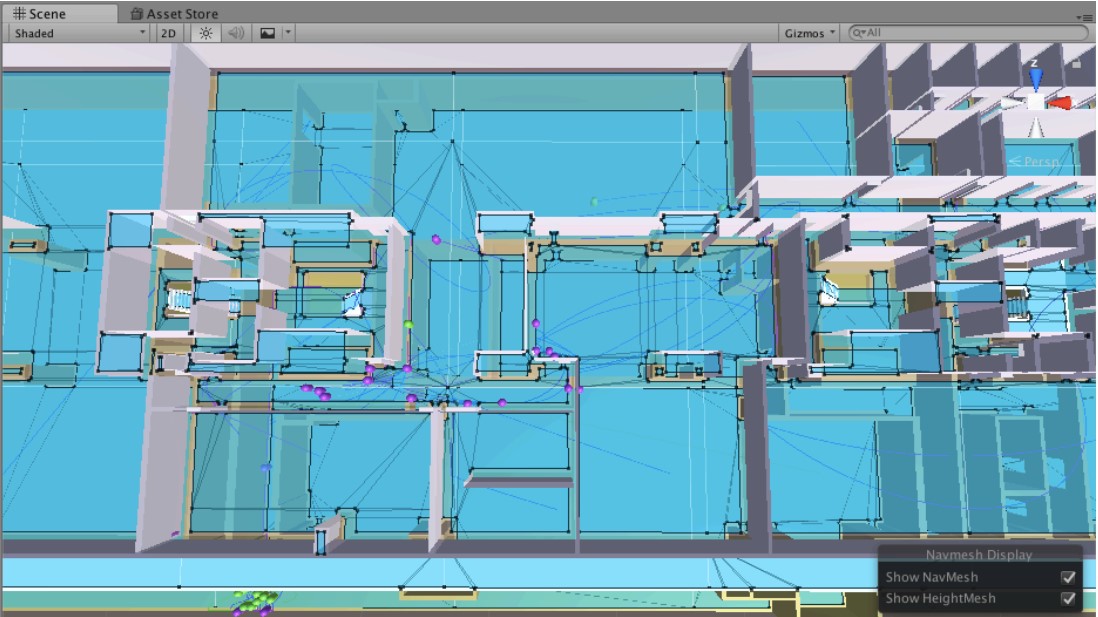 Scene
Asset Store
Shaded
2D
Gizmos
All
z
Persp
Navmesh Display
Show NavMesh
Show HeightMesh